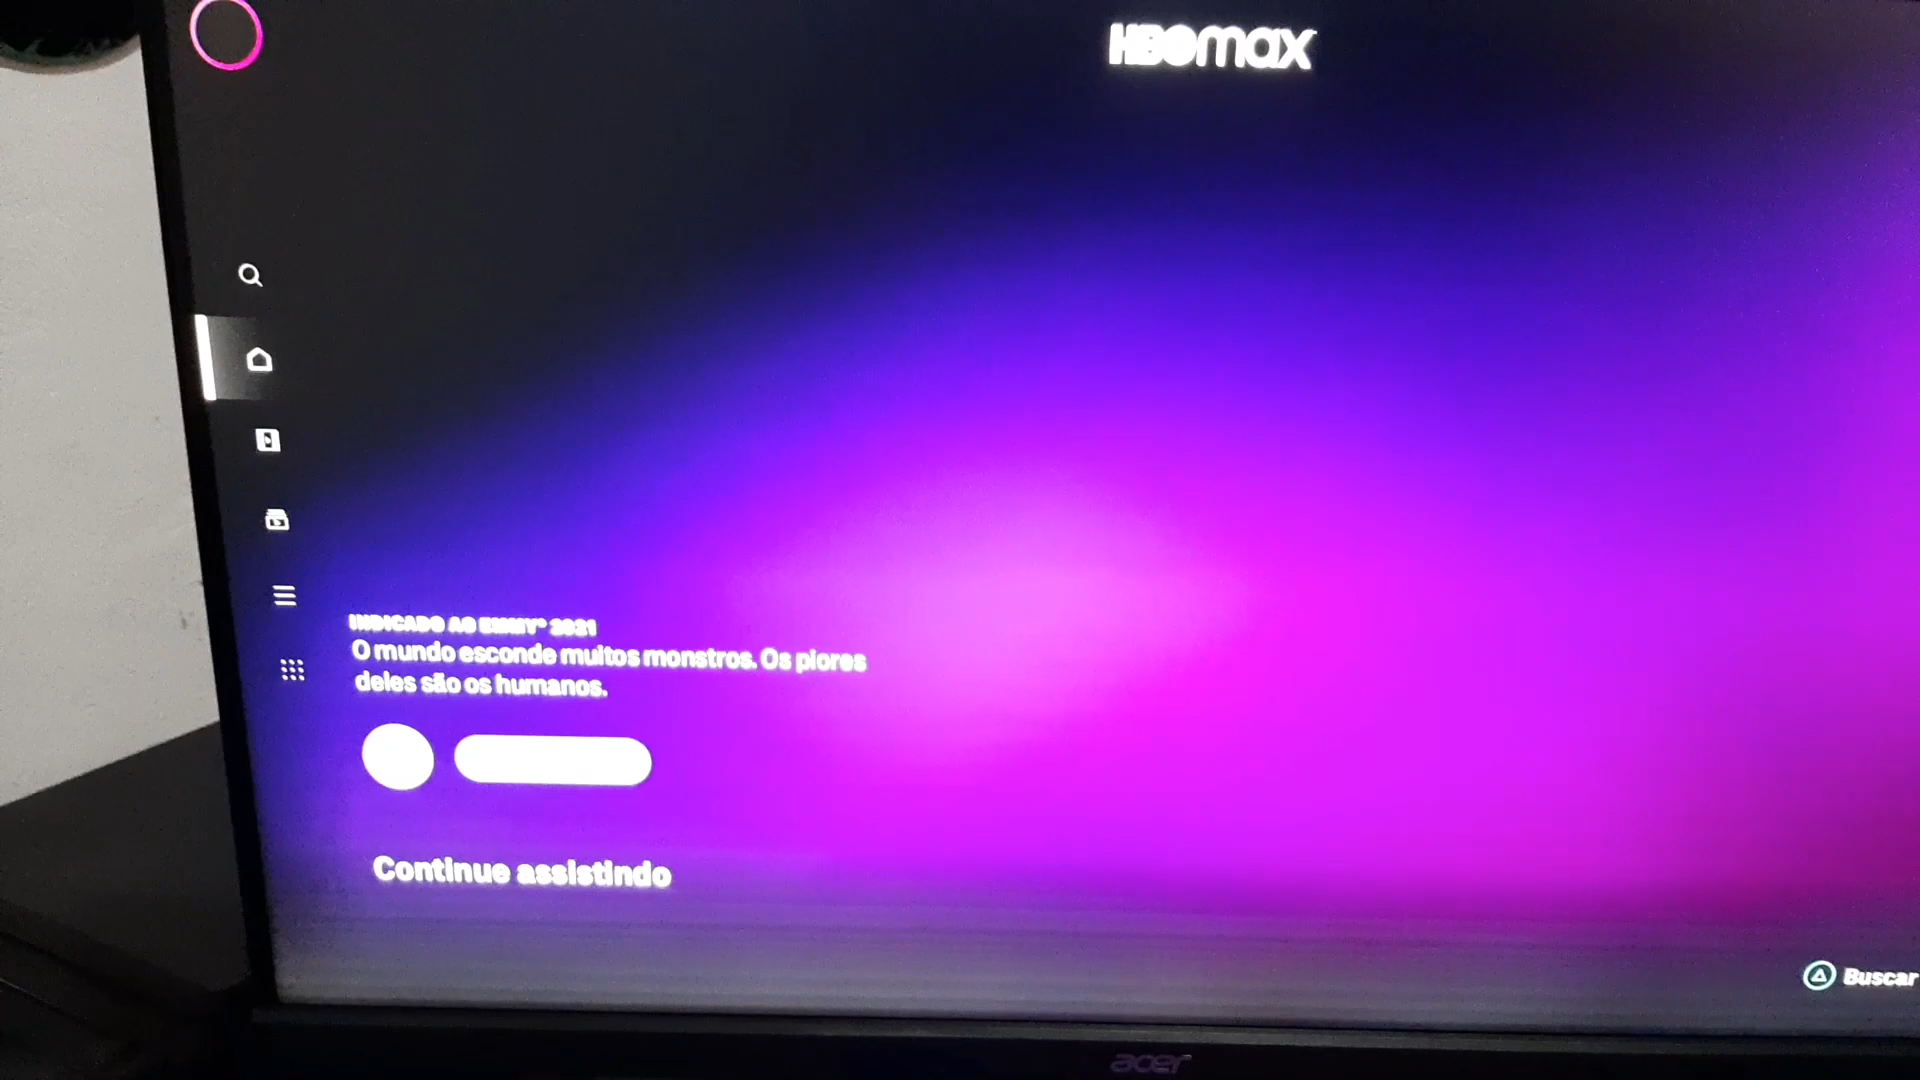 HBOmax
INDICADO AO EMMY® 2021
O mundo esconde muitos monstros. Os piores
deles são os humanos.
Continue assistindo
Buscar
acer